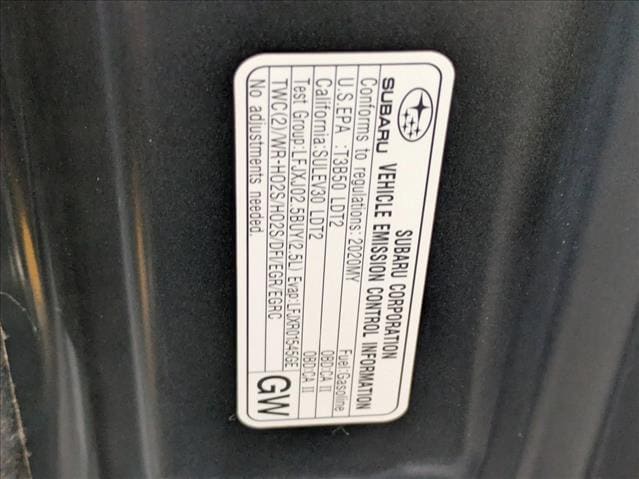 SUBARU CORPORATION
SUBARU VEHICLE EMISSION CONTROL INFORMATION
Conforms to regulations: 2020MY Fuel:Gasoline
U.S.EPA :T3B50 LDT2 OBD:CA II
California:SULEV30 LDT2 OBD:CA II
Test Group:LFJXJ02.5BUY(2.5L) Evap:LFJXR0154SGE
TWC(2)/WR-HO2S/HO2S/DFI/EGR/EGRC
No adjustments needed.
GW